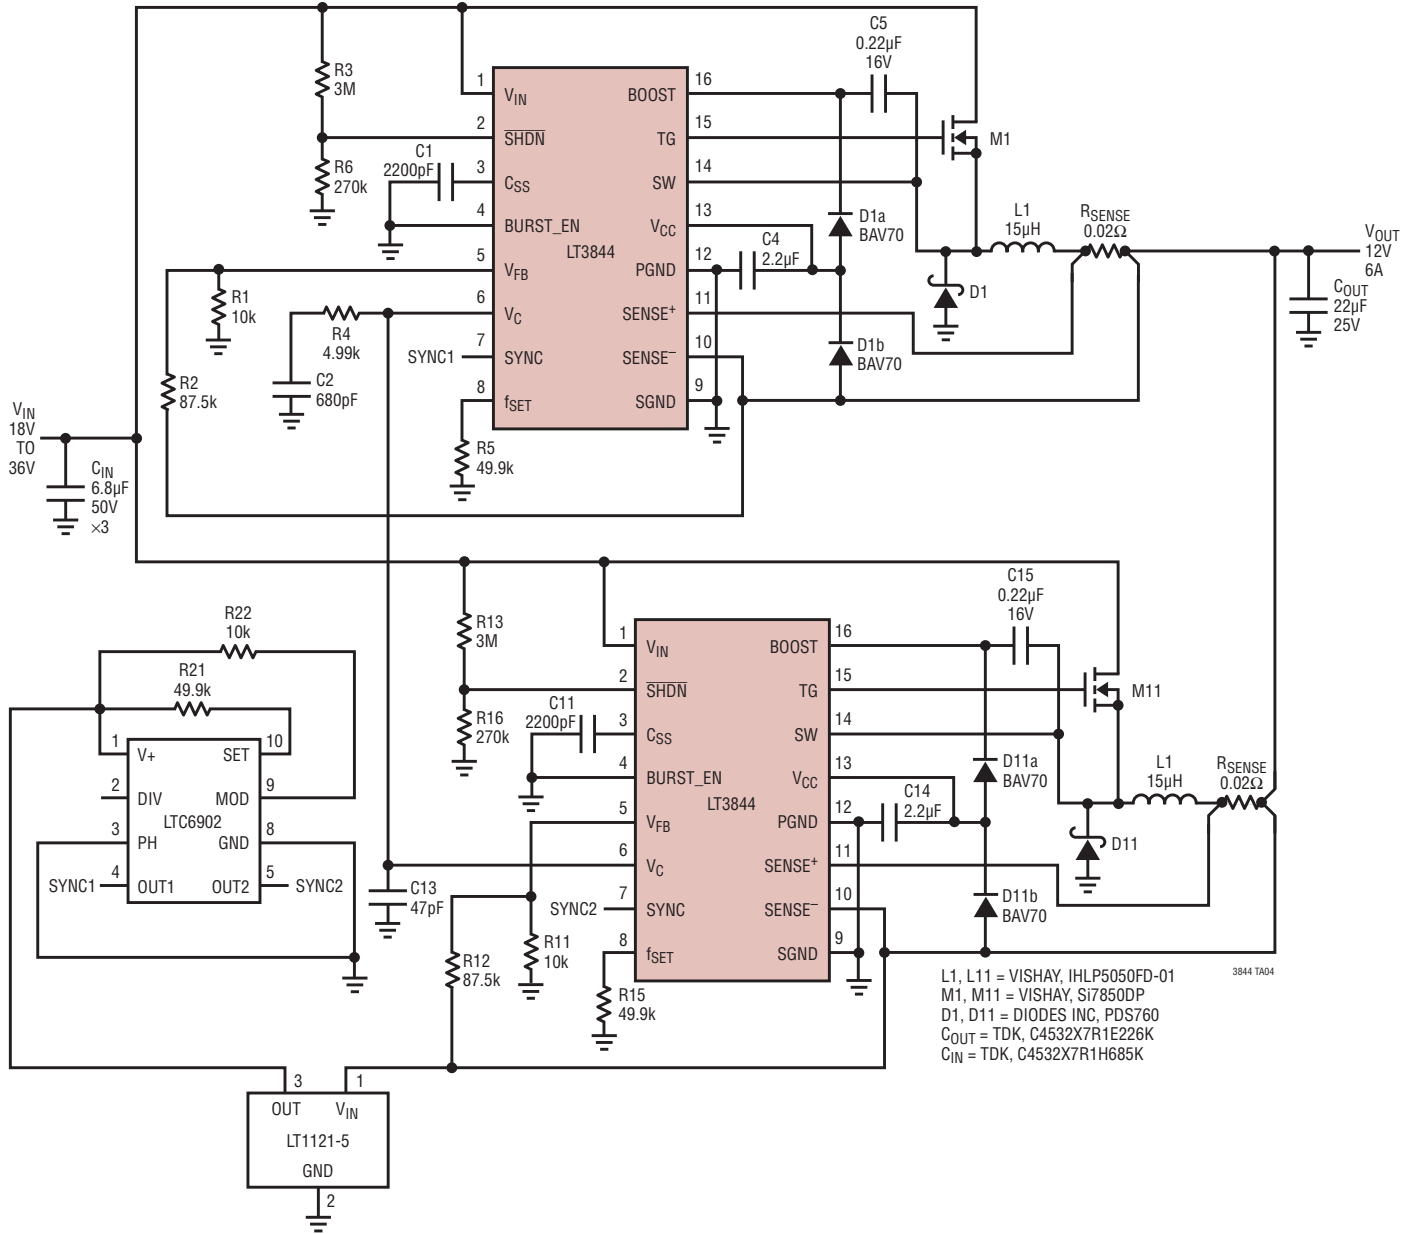 R3
3M
R6
270k
C1
2200pF
1
2
3
4
5
6
7
8
VIN
SHDN
CSS
BURST_EN
VFB
VC
SYNC
fSET
LT3844
BOOST
TG
SW
VCC
PGND
SENSE+
SENSE–
SGND
16
15
14
13
12
11
10
9
C5
0.22µF
16V
M1
D1a
BAV70
C4
2.2µF
D1b
BAV70
L1
15µH
RSENSE
0.02Ω
D1
VOUT
12V
6A
COUT
22µF
25V
R1
10k
R4
4.99k
SYNC1
R2
87.5k
C2
680pF
R5
49.9k
VIN
18V
TO
36V
CIN
6.8µF
50V
×3
R13
3M
R16
270k
C11
2200pF
1
2
3
4
5
6
7
8
VIN
SHDN
CSS
BURST_EN
VFB
VC
SYNC
fSET
LT3844
BOOST
TG
SW
VCC
PGND
SENSE+
SENSE–
SGND
16
15
14
13
12
11
10
9
C15
0.22µF
16V
M11
D11a
BAV70
C14
2.2µF
D11b
BAV70
L1
15µH
RSENSE
0.02Ω
D11
R22
10k
R21
49.9k
1
2
3
4
V+
DIV
PH
OUT1
LTC6902
SET
MOD
GND
OUT2
10
9
8
5
SYNC1
SYNC2
C13
47pF
SYNC2
R12
87.5k
R11
10k
R15
49.9k
3
1
OUT
VIN
LT1121-5
GND
2
L1, L11 = VISHAY, IHLP5050FD-01
M1, M11 = VISHAY, Si7850DP
D1, D11 = DIODES INC, PDS760
COUT = TDK, C4532X7R1E226K
CIN = TDK, C4532X7R1H685K
3844 TA04